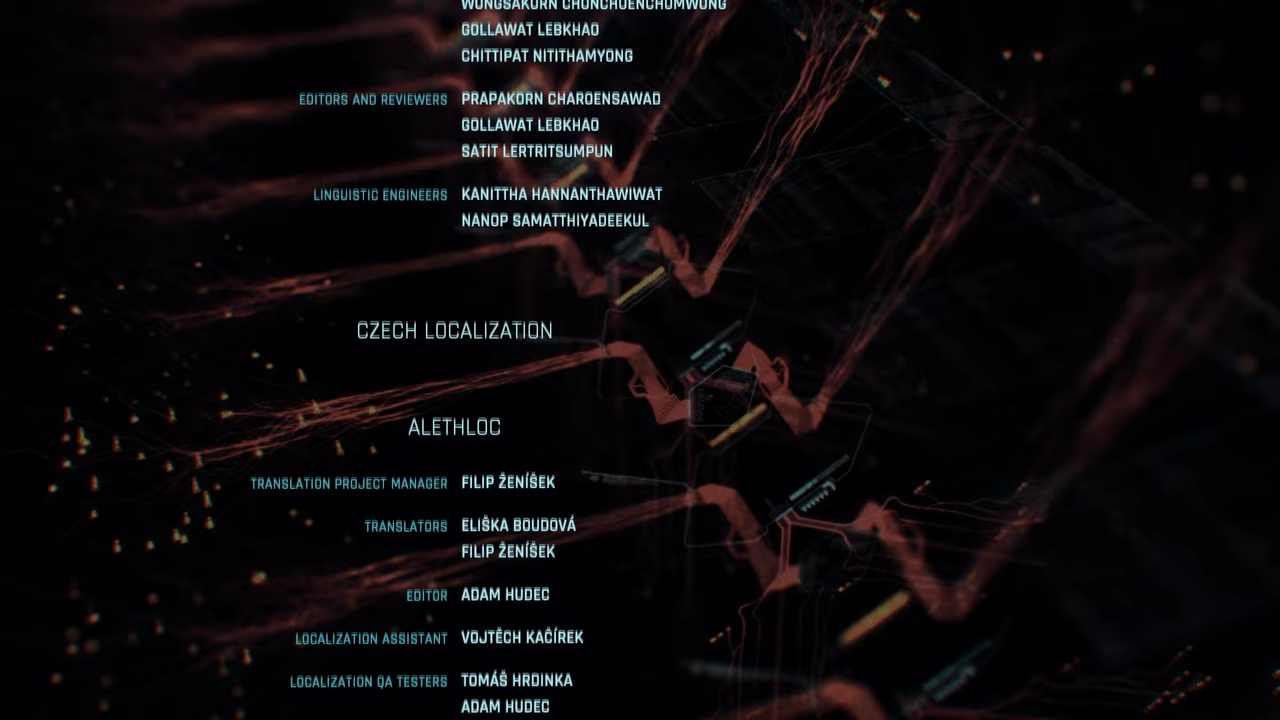 WONGSAKORN CHONCHOENCHOMWONG
GOLLAWAT LEBKHAO
CHITTIPAT NITITHAMYONG
EDITORS AND REVIEWERS PRAPAKORN CHAROENSAWAD
GOLLAWAT LEBKHAO
SATIT LERTRITSUMPUN
LINGUISTIC ENGINEERS KANITTHA HANNANTHAWIWAT
NANOP SAMATTHIYADEEKUL
CZECH LOCALIZATION
ALETHLOC
TRANSLATION PROJECT MANAGER FILIP ŽENÍŠEK
TRANSLATORS ELIŠKA BOUDOVÁ
FILIP ŽENÍŠEK
EDITOR ADAM HUDEC
LOCALIZATION ASSISTANT VOJTĚCH KAČÍREK
LOCALIZATION QA TESTERS TOMÁŠ HRDINKA
ADAM HUDEC